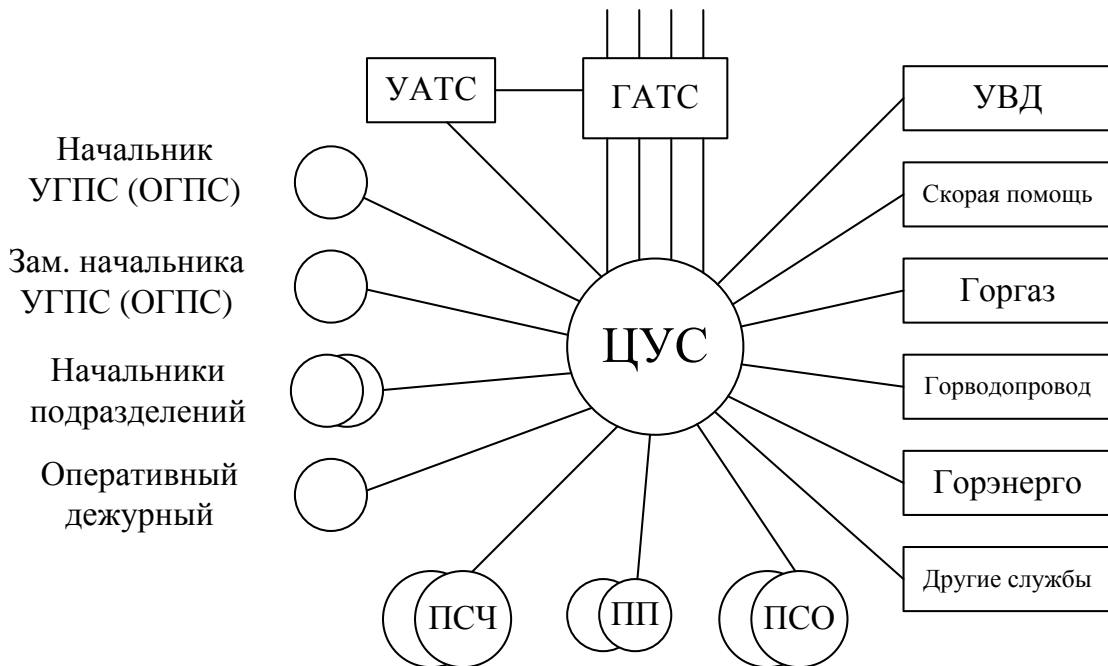 УАТС
ГАТС
УВД
Начальник
УГПС (ОГПС)
Скорая помощь
Зам. начальника
УГПС (ОГПС)
Горгаз
ЦУС
Начальники
подразделений
Горводопровод
Оперативный
дежурный
Горэнерго
Другие службы
ПСЧ
ПП
ПСО